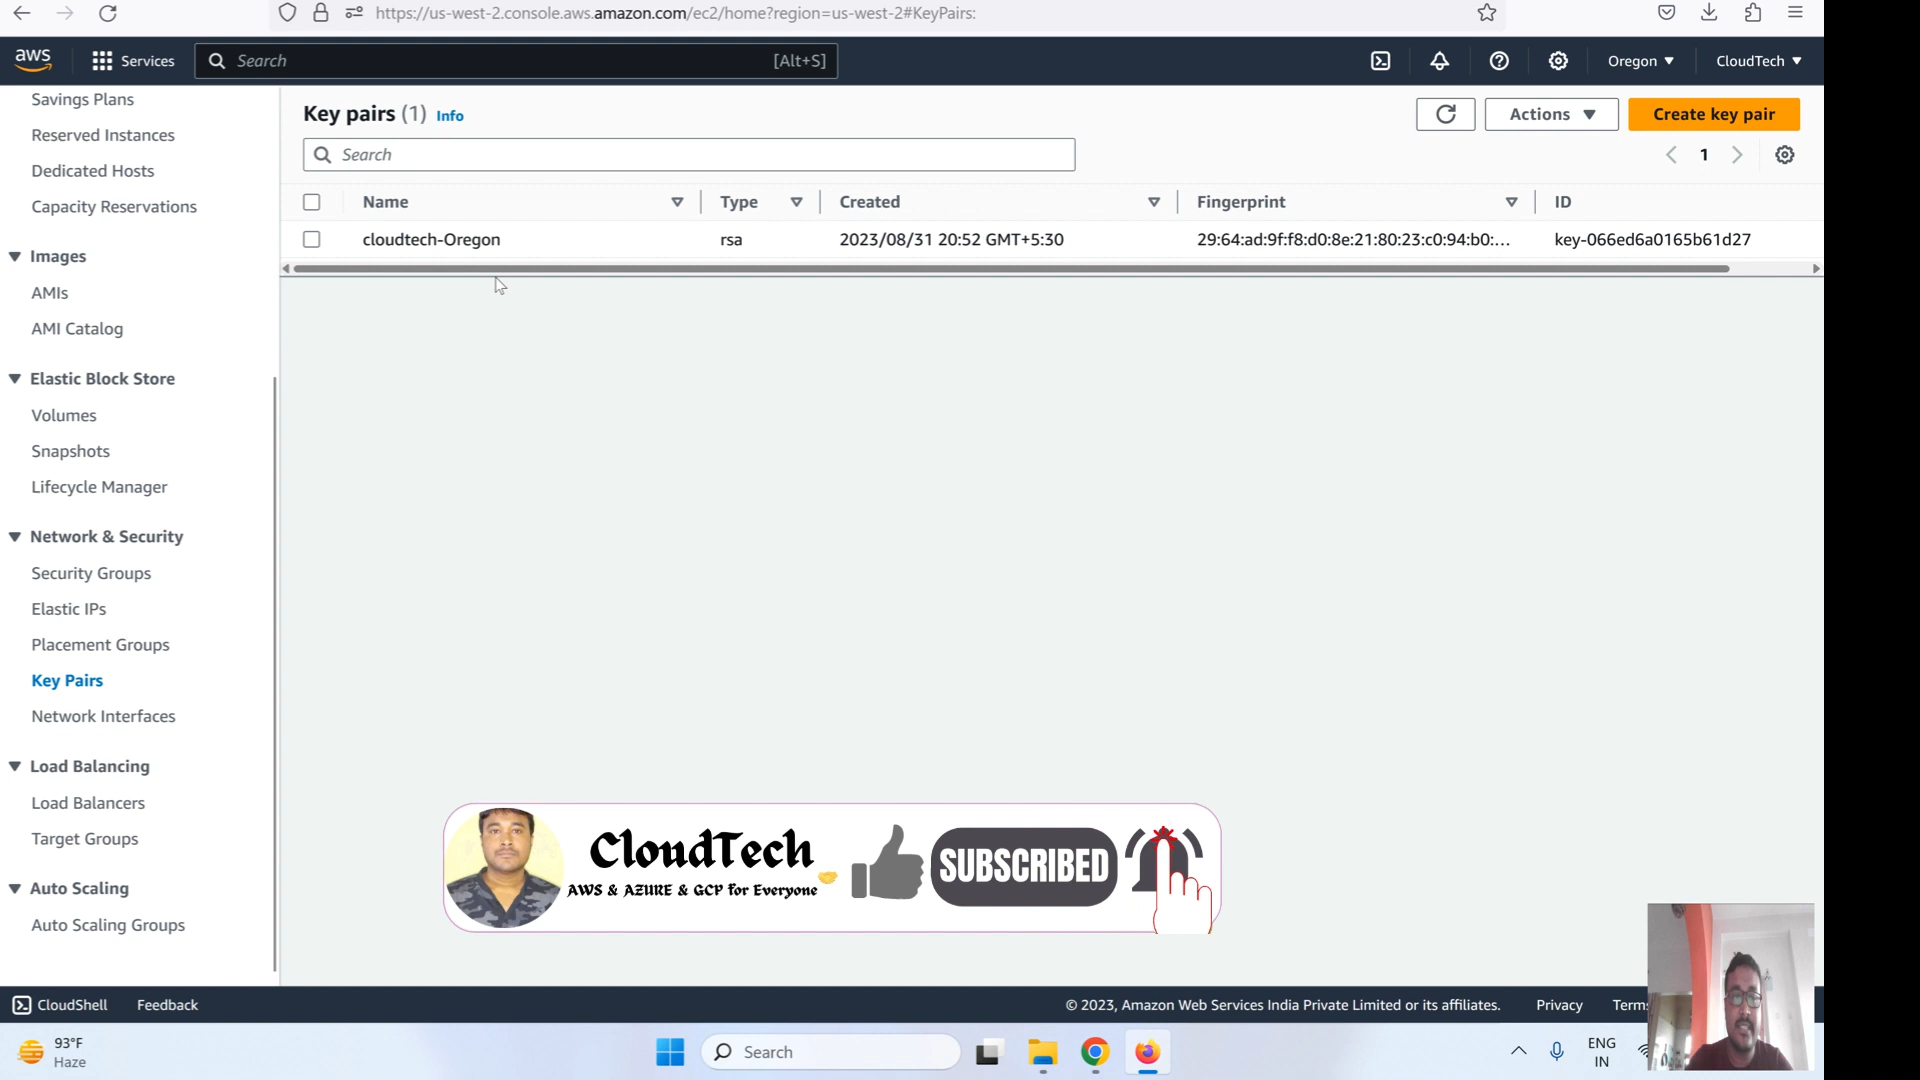 https://us-west-2.console.aws.amazon.com/ec2/home?region=us-west-2#KeyPairs:
aws
Services
Search
[Alt+S]
Oregon
CloudTech
Savings Plans
Reserved Instances
Dedicated Hosts
Capacity Reservations
Images
AMIs
AMI Catalog
Elastic Block Store
Volumes
Snapshots
Lifecycle Manager
Network & Security
Security Groups
Elastic IPs
Placement Groups
Key Pairs
Network Interfaces
Load Balancing
Load Balancers
Target Groups
Auto Scaling
Auto Scaling Groups
Key pairs (1) Info
Actions
Create key pair
Search
1
Name Type Created Fingerprint ID
cloudtech-Oregon rsa 2023/08/31 20:52 GMT+5:30 29:64:ad:9f:f8:d0:8e:21:80:23:c0:94:b0:... key-066ed6a0165b61d27
CloudTech
AWS & AZURE & GCP for Everyone
SUBSCRIBED
CloudShell
Feedback
© 2023, Amazon Web Services India Private Limited or its affiliates.
Privacy
Terms
93°F
Haze
Search
ENG
IN